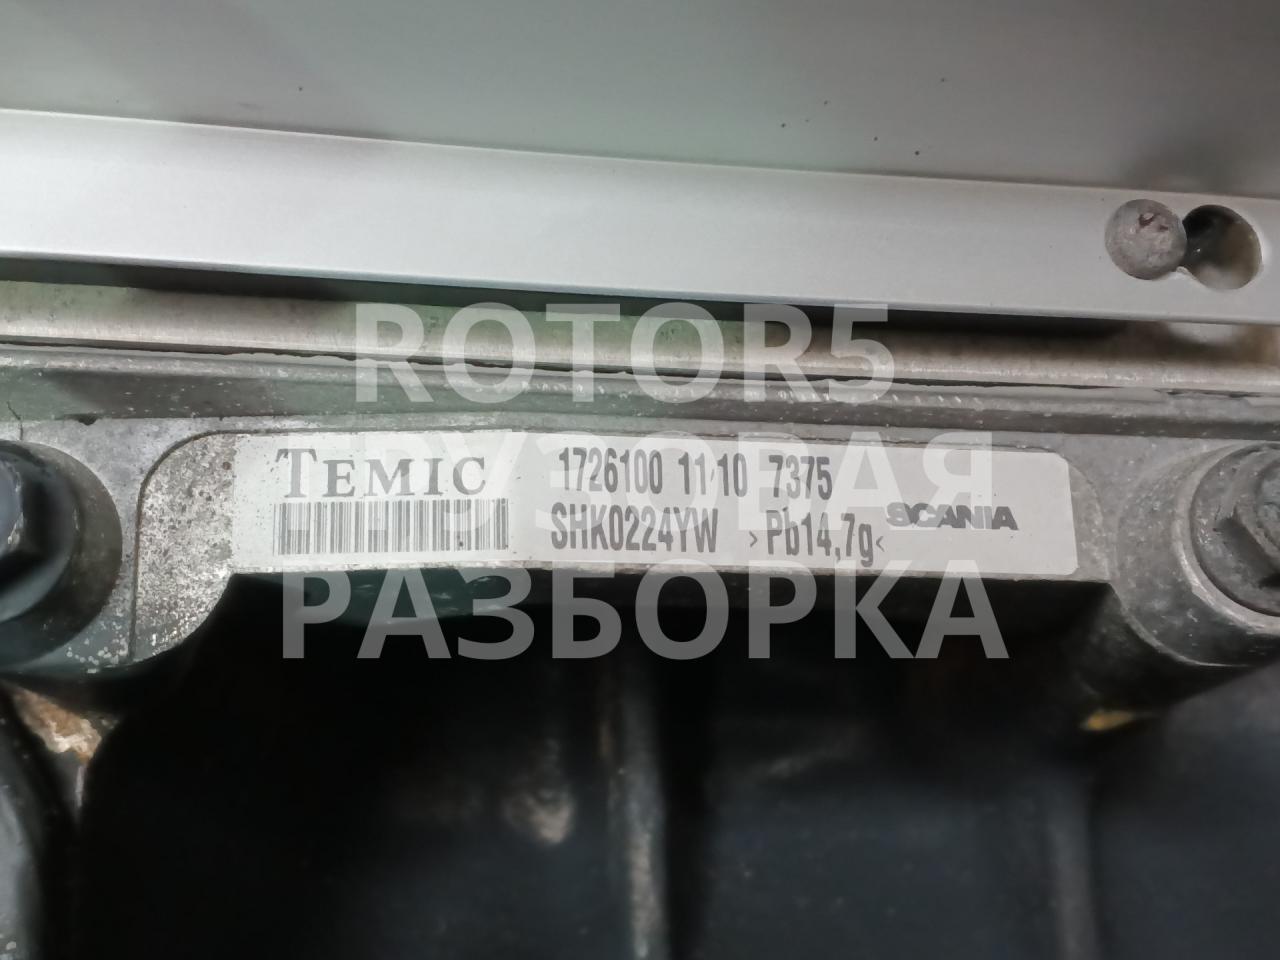 ROTOR5
ГРУЗОВАЯ
РАЗБОРКА
TEMIC 1726100 11/10 7375
SHK0224YW >Pb14,7g< SCANIA